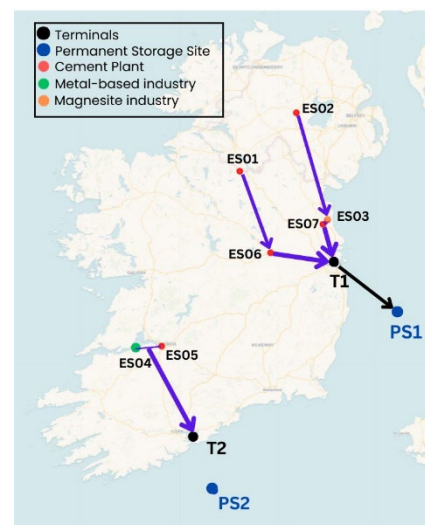 Terminals
Permanent Storage Site
Cement Plant
Metal-based industry
Magnesite industry
ES02
ES01
ES03
ES07
ES06
T1
PS1
ES04
ES05
T2
PS2